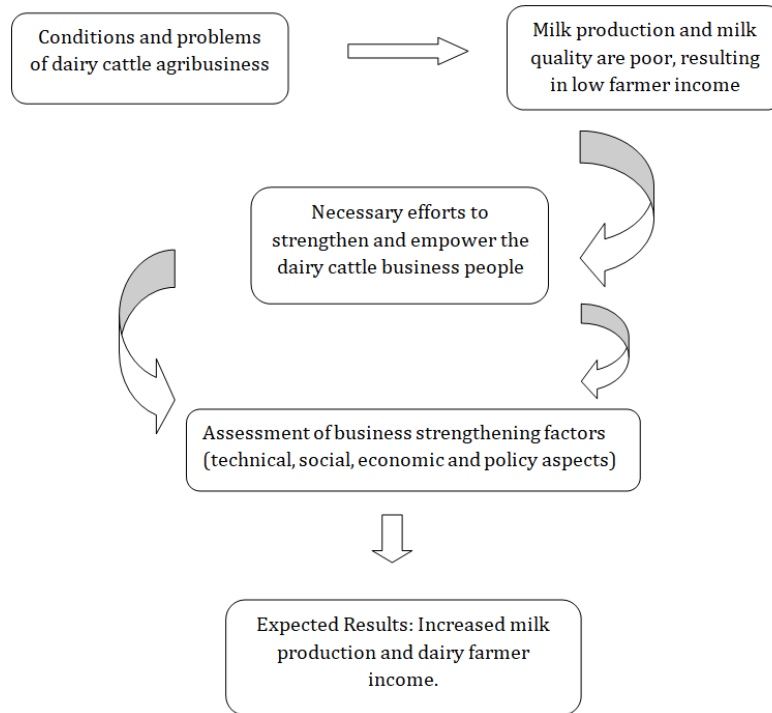 Conditions and problems
of dairy cattle agribusiness
Milk production and milk
quality are poor, resulting
in low farmer income
Necessary efforts to
strengthen and empower the
dairy cattle business people
Assessment of business strengthening factors
(technical, social, economic and policy aspects)
Expected Results: Increased milk
production and dairy farmer
income.